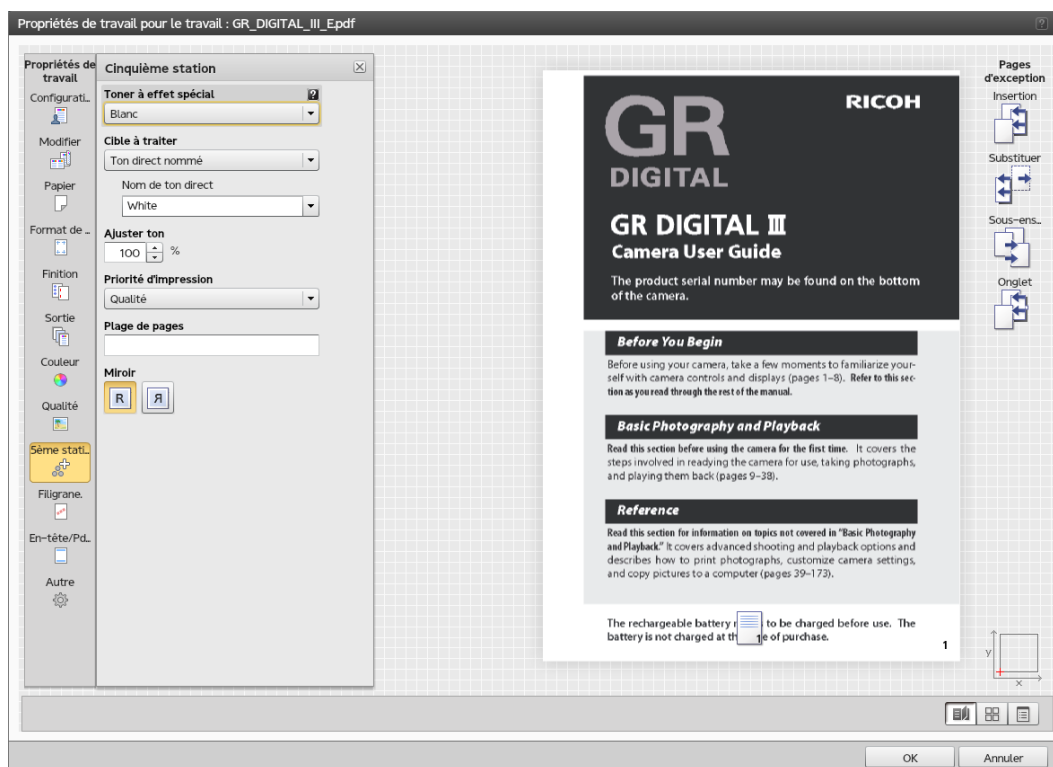 Propriétés de travail pour le travail : GR_DIGITAL_III_E.pdf
Propriétés de
travail
Configurati..
Modifier
Papier
Format de ..
Finition
Sortie
Couleur
Qualité
5ème stati..
Filigrane.
En-tête/Pd..
Autre
Cinquième station
Toner à effet spécial
Blanc
Cible à traiter
Ton direct nommé
Nom de ton direct
White
Ajuster ton
100 %
Priorité d'impression
Qualité
Plage de pages
Miroir
R R
GR
DIGITAL
RICOH
GR DIGITAL III
Camera User Guide
The product serial number may be found on the bottom
of the camera.
Before You Begin
Before using your camera, take a few moments to familiarize your-
self with camera controls and displays (pages 1–8). Refer to this sec-
tion as you read through the rest of the manual.
Basic Photography and Playback
Read this section before using the camera for the first time. It covers the
steps involved in readying the camera for use, taking photographs,
and playing them back (pages 9–38).
Reference
Read this section for information on topics not covered in "Basic Photography
and Playback." It covers advanced shooting and playback options and
describes how to print photographs, customize camera settings,
and copy pictures to a computer (pages 39–173).
The rechargeable battery to be charged before use. The
battery is not charged at of purchase.
1
1
Pages
d'exception
Insertion
Substituer
Sous-ens..
Onglet
y
x
OK
Annuler